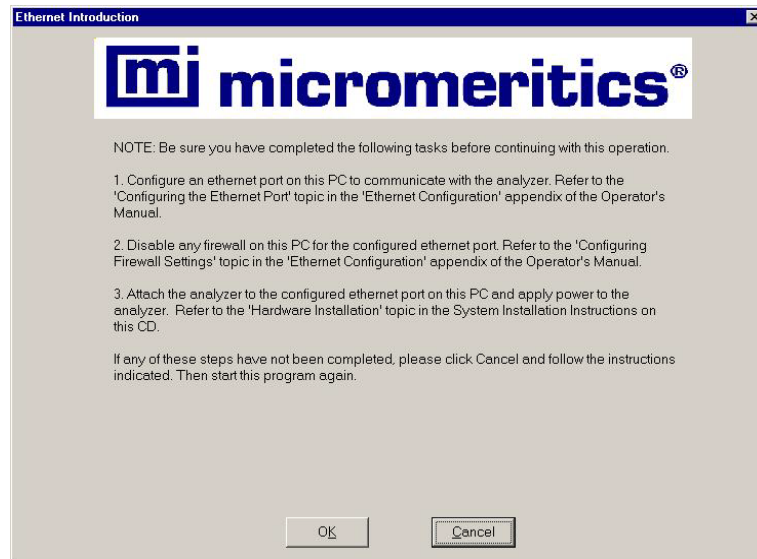 Ethernet Introduction
mi micromeritics®
NOTE: Be sure you have completed the following tasks before continuing with this operation.
1. Configure an ethernet port on this PC to communicate with the analyzer. Refer to the
'Configuring the Ethernet Port' topic in the 'Ethernet Configuration' appendix of the Operator's
Manual.
2. Disable any firewall on this PC for the configured ethernet port. Refer to the 'Configuring
Firewall Settings' topic in the 'Ethernet Configuration' appendix of the Operator's Manual.
3. Attach the analyzer to the configured ethernet port on this PC and apply power to the
analyzer.  Refer to the 'Hardware Installation' topic in the System Installation Instructions on
this CD.
If any of these steps have not been completed, please click Cancel and follow the instructions
indicated. Then start this program again.
OK
Cancel